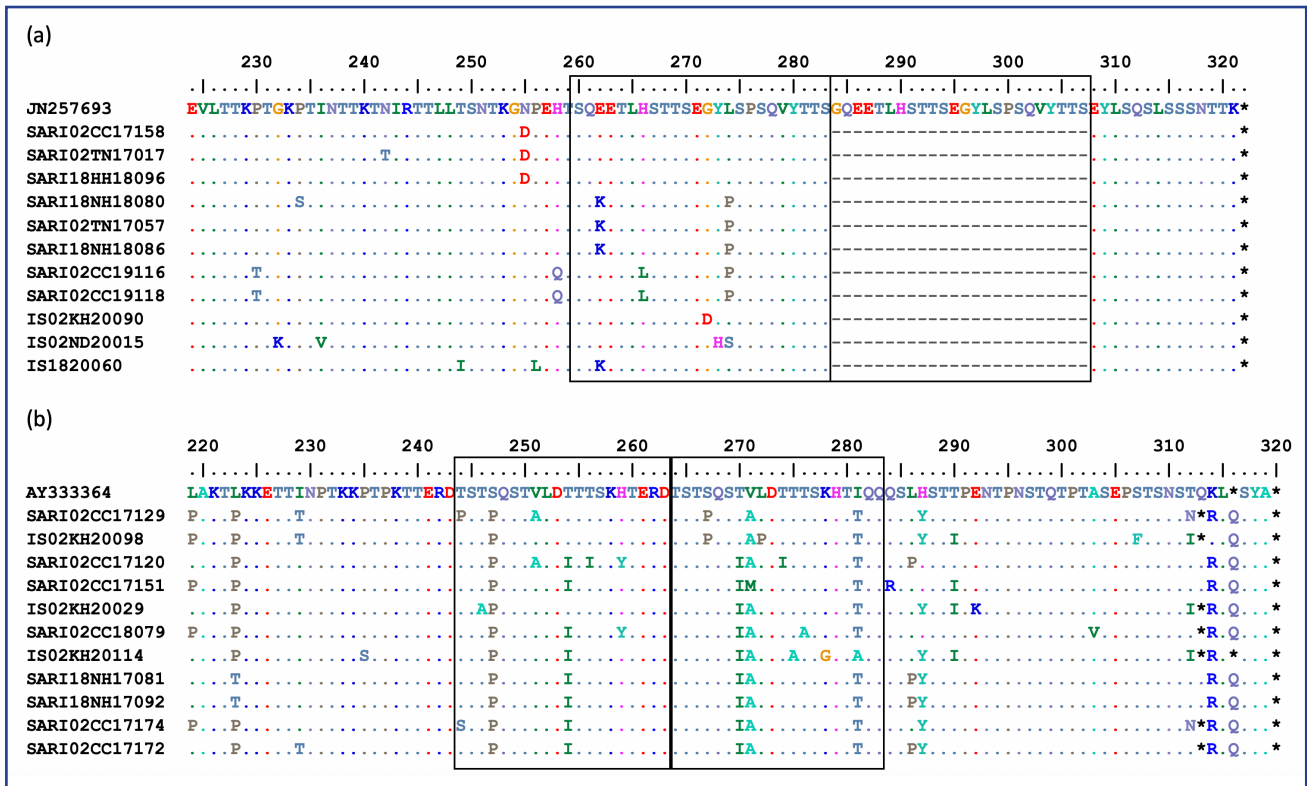 (a)
230 240 250 260 270 280 290 300 310 320
JN257693 EVLTTKPTGKPTINTTKTNIRTTLLTSNTKGNPEHTSQEETLHSTTSEGYLSPSQVYTTSGQEETLHSTTSEGYLSPSQVYTTSEYLSQSLSSSNTTK*
SARI02CC17158 ...............................D............................------------------------..............*
SARI02TN17017 ..................T............D............................------------------------..............*
SARI18HH18096 ...............................D............................------------------------..............*
SARI18NH18080 ..........S...........................K...........P.........------------------------..............*
SARI02TN17057 ......................................K...........P.........------------------------..............*
SARI18NH18086 ......................................K...........P.........------------------------..............*
SARI02CC19116 ......T...........................Q.......L.......P.........------------------------..............*
SARI02CC19118 ......T...........................Q.......L.......P.........------------------------..............*
IS02KH20090 ................................................D...........------------------------..............*
IS02ND20015 ........K...V....................................HS.........------------------------..............*
IS1820060 .........................I......L.....K.....................------------------------..............*
(b)
220 230 240 250 260 270 280 290 300 310 320
AY333364 LAKTLKKETTINPTKKPTPKTTERDTSTSQSTVLDTTTSKHTERDTSTSQSTVLDTTTSKHTIQQQSLHSTTPENTPNSTQTPTASEPSTSNSTQKL*SYA*
SARI02CC17129 P...P.....T..............P..P...A...............P...A.........T.....Y........................N*R.Q...*
IS02KH20098 P...P.....T.................P...................P...AP........T.....Y..I................F....I*..Q...*
SARI02CC17120 ....P.......................P...A..I.I..Y..........IA..I......T....P...........................R.Q...*
SARI02CC17151 P...P.......................P......I...............IM.........T..R.....I.......................R.Q...*
IS02KH20029 ....P......................AP......................IA.........T.....Y..I.K...................I*R.Q...*
SARI02CC18079 P...P.......................P......I....Y..........IA....A....T.....................V.........*R.Q...*
IS02KH20114 ....P...........S...........P......I...............IA...A..G..A.....Y..I.....................I*R.*...*
SARI18NH17081 ....T.......................P......I...............IA.........T....PY..........................R.Q...*
SARI18NH17092 ....T.......................P......I...............IA.........T....PY..........................R.Q...*
SARI02CC17174 P...P....................S..P......I...............IA.........T.....Y........................N*R.Q...*
SARI02CC17172 ....P.....T.................P......I...............IA.........T....PY.........................*R.Q...*